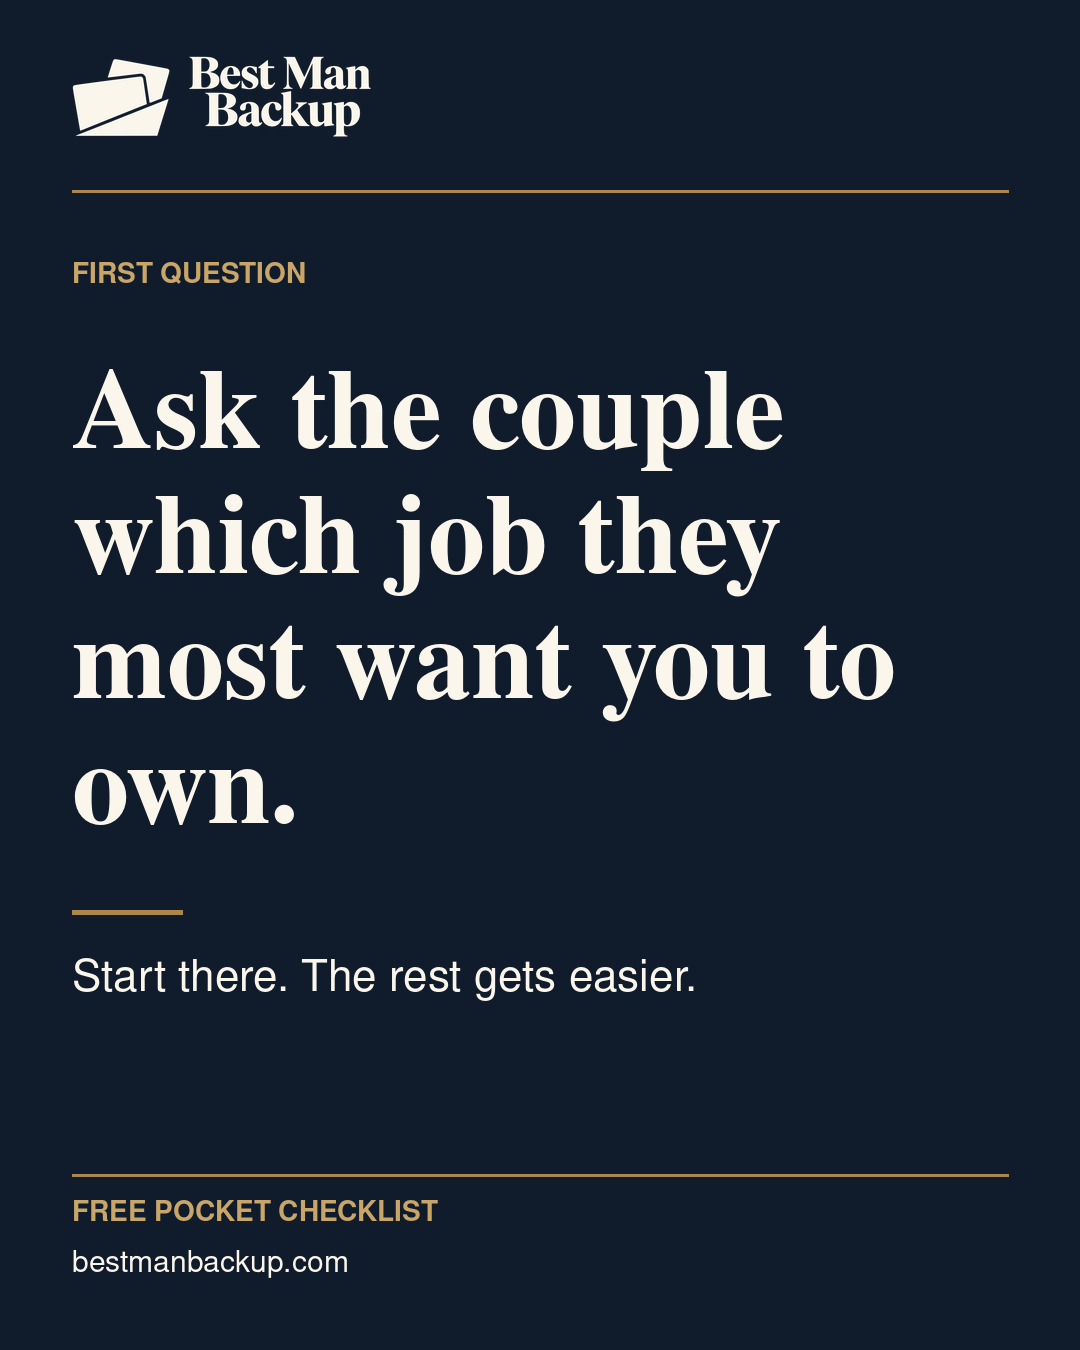 Best Man
Backup
FIRST QUESTION
Ask the couple
which job they
most want you to
own.
Start there. The rest gets easier.
FREE POCKET CHECKLIST
bestmanbackup.com